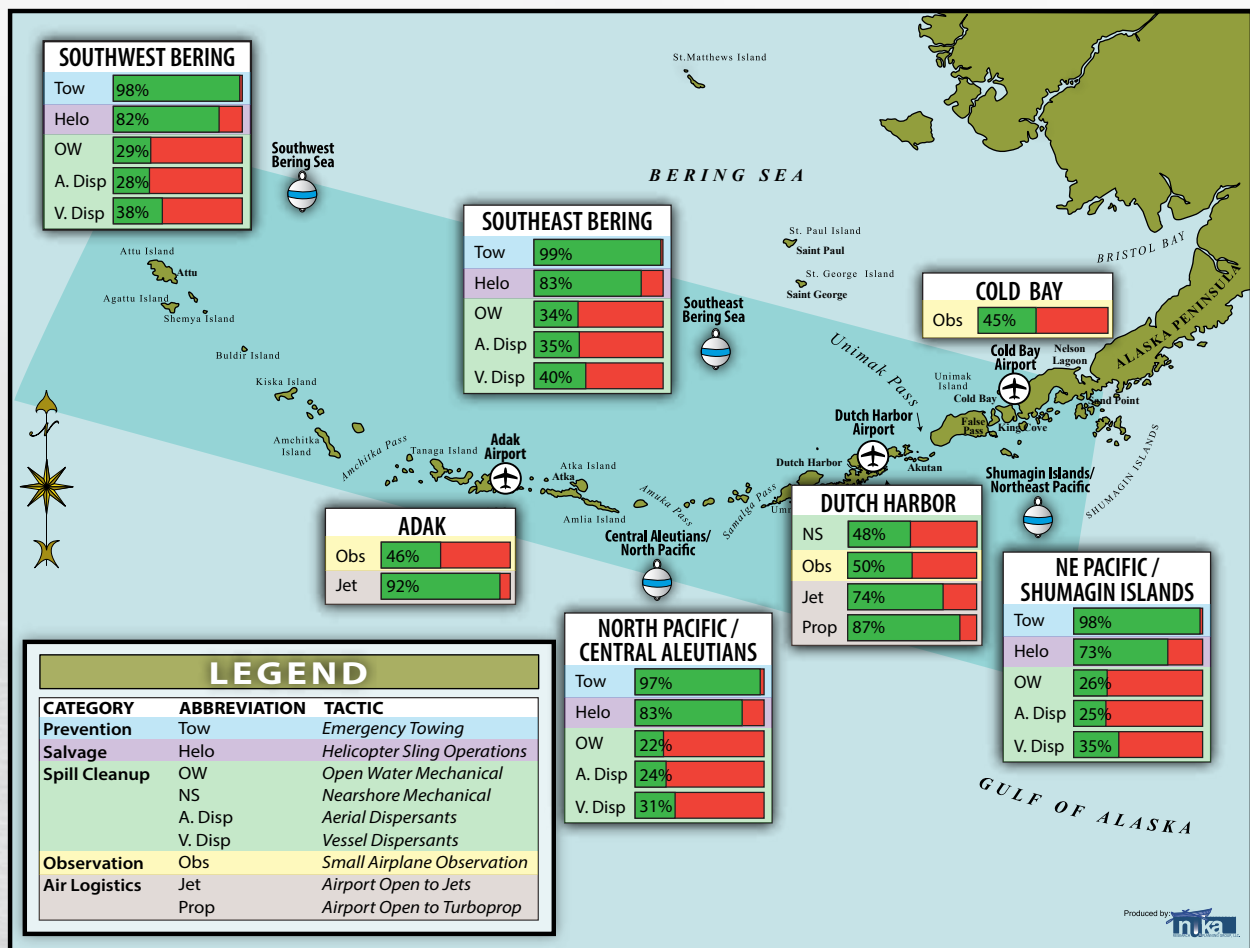 SOUTHWEST BERING
Tow 98%
Helo 82%
OW 29%
A. Disp 28%
V. Disp 38%
Southwest
Bering Sea
St.Matthews Island
BERING SEA
SOUTHEAST BERING
Tow 99%
Helo 83%
OW 34%
A. Disp 35%
V. Disp 40%
Southeast
Bering Sea
St. Paul Island
Saint Paul
St. George Island
Saint George
BRISTOL BAY
ALASKA PENINSULA
COLD BAY
Obs 45%
Cold Bay
Airport
Nelson
Lagoon
Unimak Pass
Unimak
Island
Cold Bay
Sand Point
False
Pass
King Cove
SHUMAGIN ISLANDS
Attu Island
Attu
Agattu Island
Shemya Island
Buldir Island
Kiska Island
Amchitka
Island
Amchitka Pass
Tanaga Island
Adak
Airport
Atka Island
Atka
Amlia Island
Amuka Pass
Samalga Pass
Dutch Harbor
Dutch Harbor
Airport
Akutan
Shumagin Islands/
Northeast Pacific
N
ADAK
Obs 46%
Jet 92%
Central Aleutians/
North Pacific
DUTCH HARBOR
NS 48%
Obs 50%
Jet 74%
Prop 87%
NE PACIFIC /
SHUMAGIN ISLANDS
Tow 98%
Helo 73%
OW 26%
A. Disp 25%
V. Disp 35%
NORTH PACIFIC /
CENTRAL ALEUTIANS
Tow 97%
Helo 83%
OW 22%
A. Disp 24%
V. Disp 31%
GULF OF ALASKA
LEGEND
CATEGORY ABBREVIATION TACTIC
Prevention Tow Emergency Towing
Salvage Helo Helicopter Sling Operations
Spill Cleanup OW Open Water Mechanical
NS Nearshore Mechanical
A. Disp Aerial Dispersants
V. Disp Vessel Dispersants
Observation Obs Small Airplane Observation
Air Logistics Jet Airport Open to Jets
Prop Airport Open to Turboprop
Produced by:
nuka